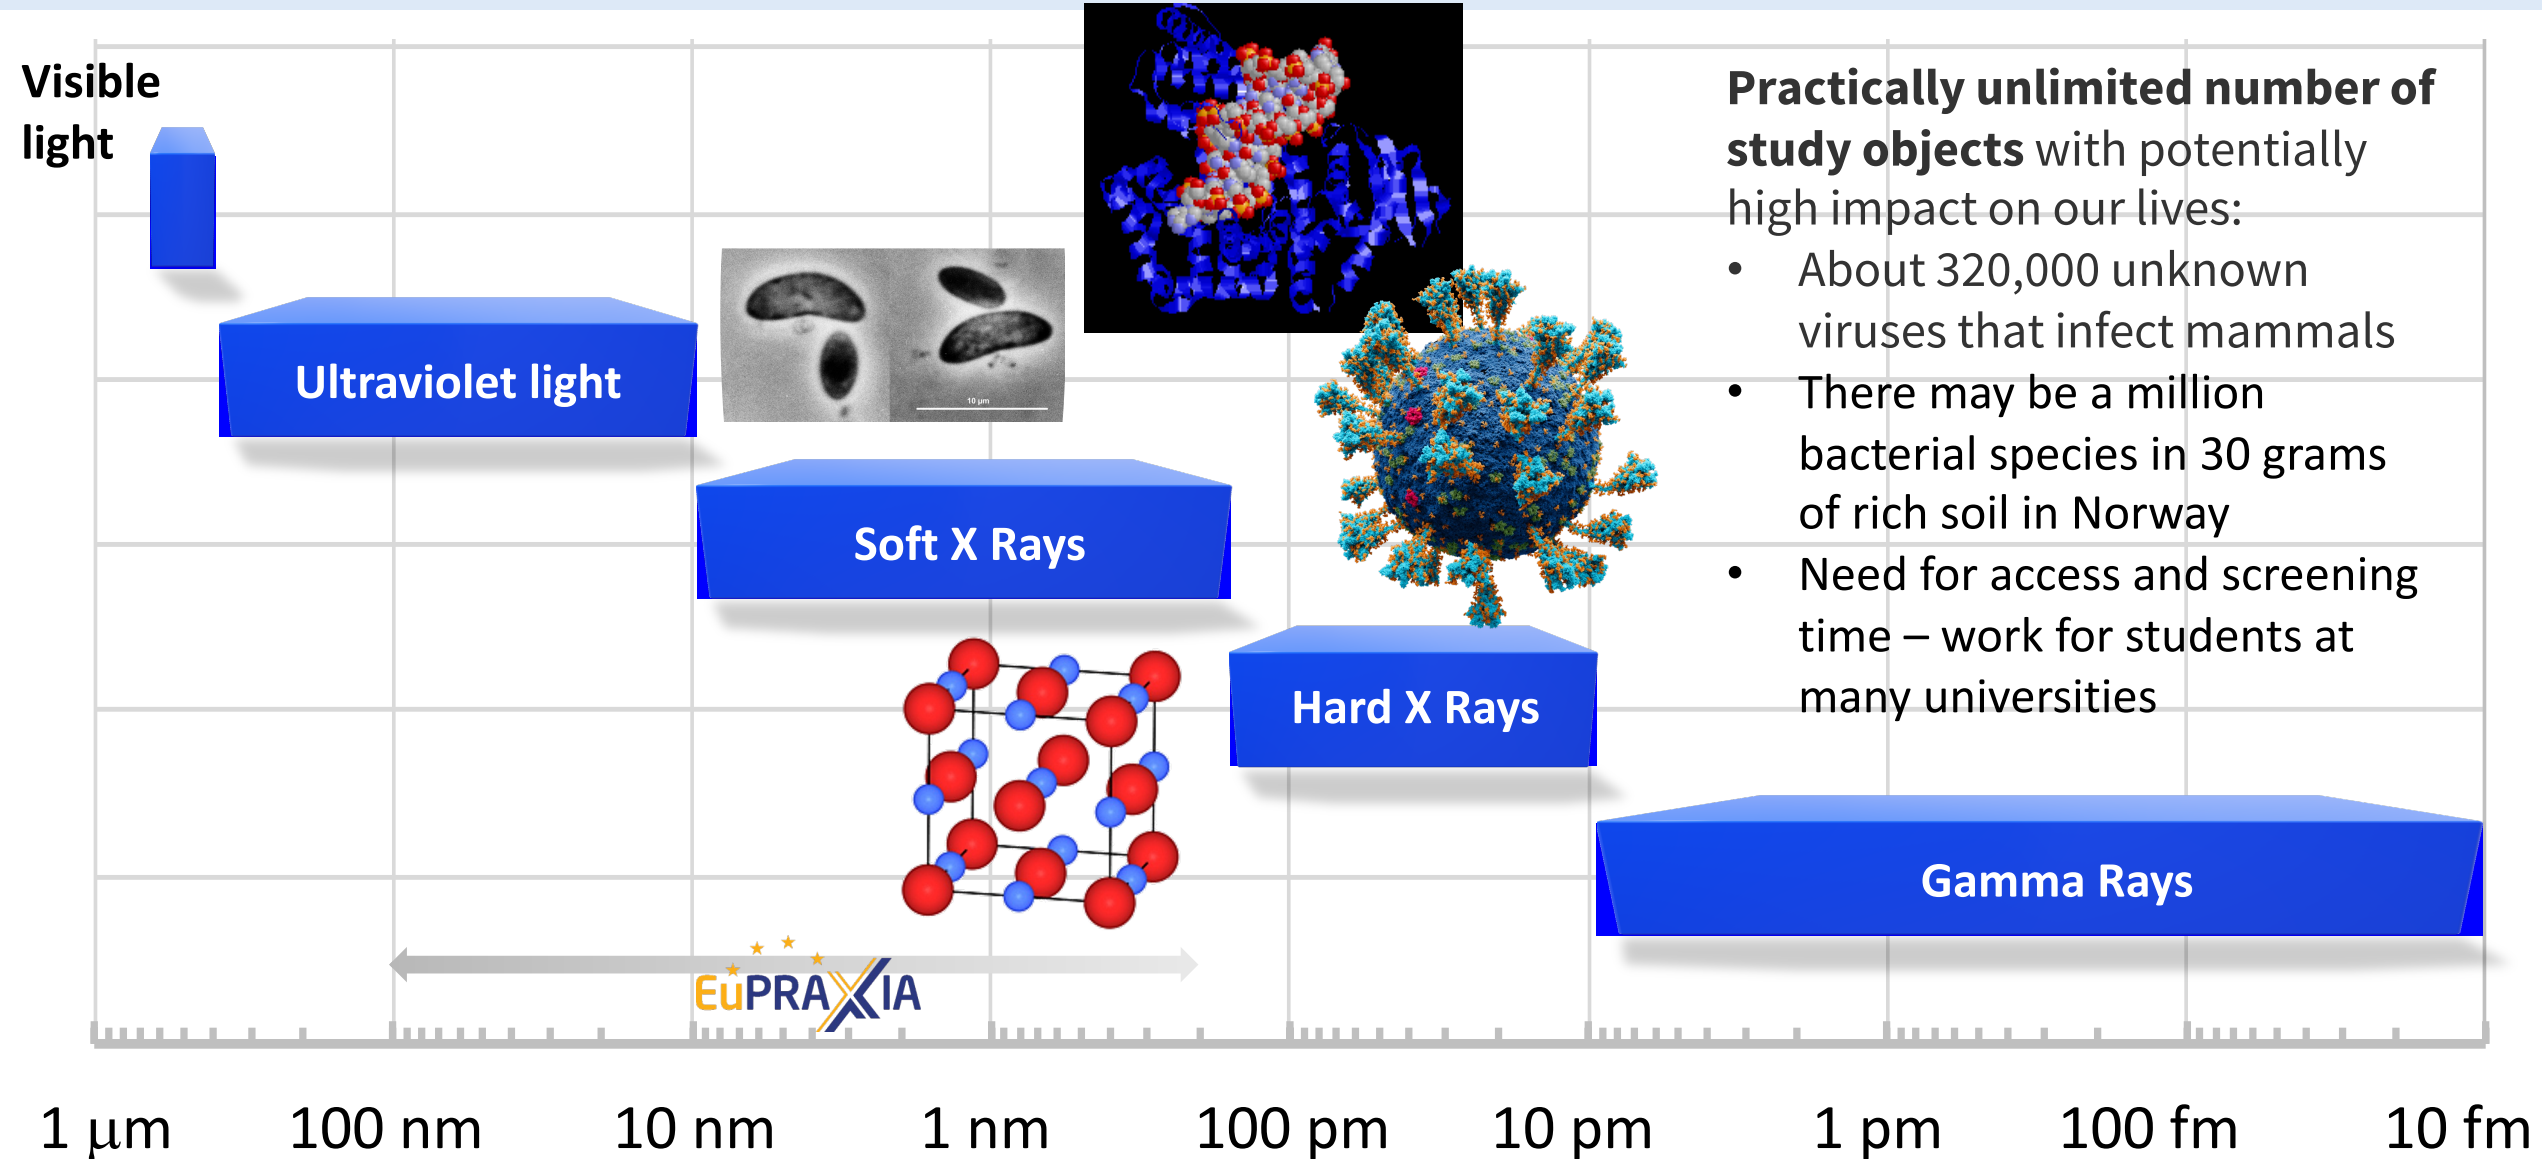 Visible
light
Practically unlimited number of
study objects with potentially
high impact on our lives:
• About 320,000 unknown
viruses that infect mammals
• There may be a million
bacterial species in 30 grams
of rich soil in Norway
• Need for access and screening
time – work for students at
many universities
Ultraviolet light
10 µm
Soft X Rays
Hard X Rays
Gamma Rays
EuPRAXIA
1 µm 100 nm 10 nm 1 nm 100 pm 10 pm 1 pm 100 fm 10 fm